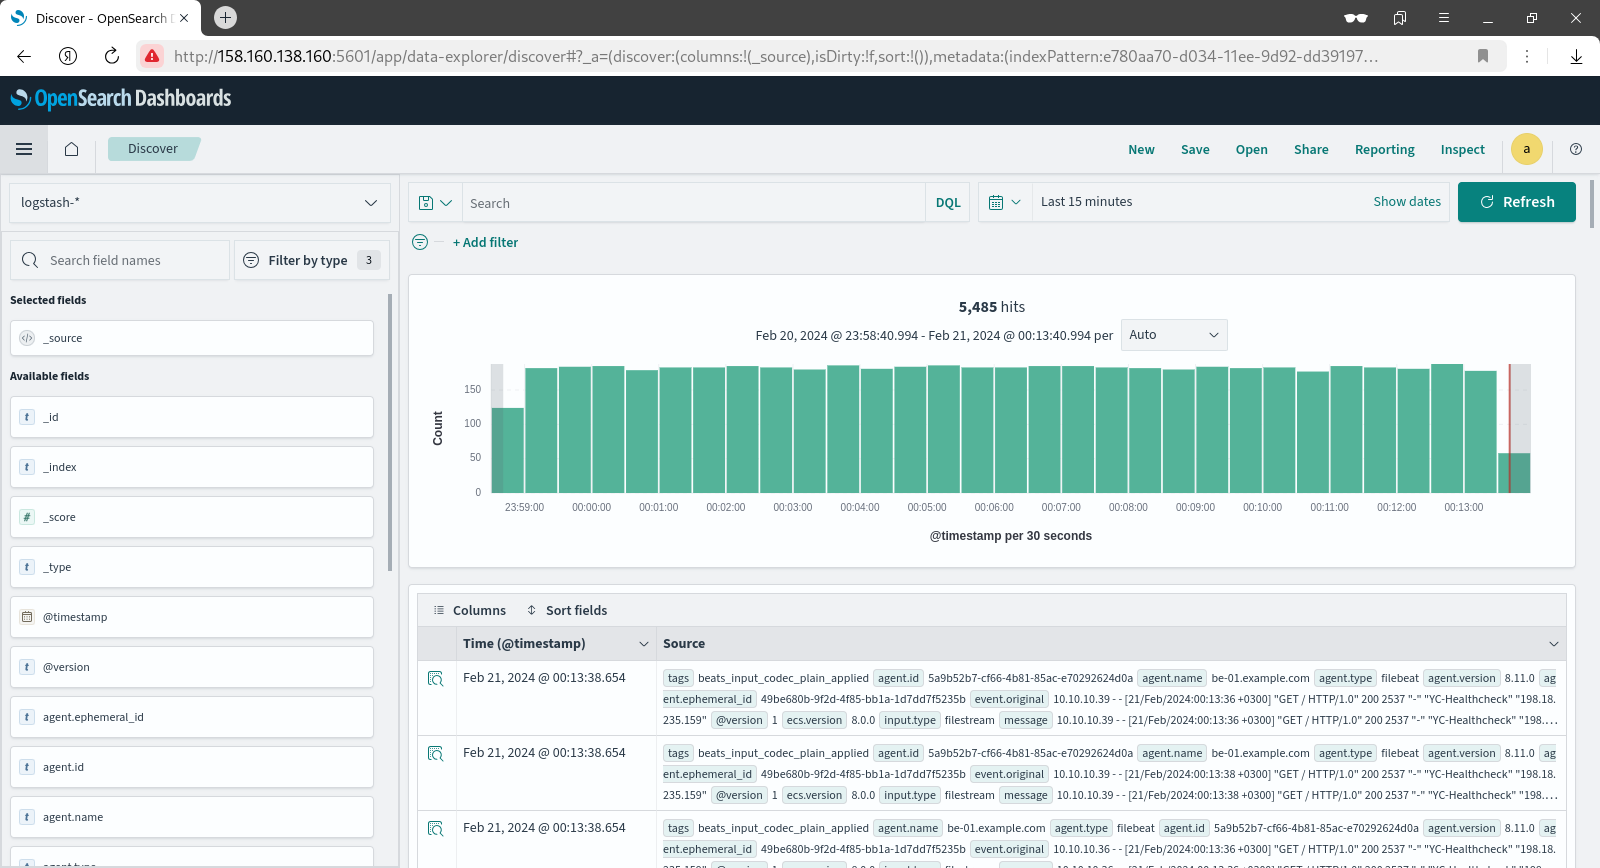 Discover - OpenSearch D
http://158.160.138.160:5601/app/data-explorer/discover#?_a=(discover:(columns:!(_source),isDirty:!f,sort:!()),metadata:(indexPattern:e780aa70-d034-11ee-9d92-dd39197...
OpenSearch Dashboards
Discover
New Save Open Share Reporting Inspect a
logstash-*
Search DQL Last 15 minutes Show dates Refresh
+ Add filter
Search field names Filter by type 3
Selected fields
_source
Available fields
_id
_index
_score
_type
@timestamp
@version
agent.ephemeral_id
agent.id
agent.name
5,485 hits
Feb 20, 2024 @ 23:58:40.994 - Feb 21, 2024 @ 00:13:40.994 per Auto
Count
150
100
50
0
23:59:00 00:00:00 00:01:00 00:02:00 00:03:00 00:04:00 00:05:00 00:06:00 00:07:00 00:08:00 00:09:00 00:10:00 00:11:00 00:12:00 00:13:00
@timestamp per 30 seconds
Columns Sort fields
Time (@timestamp) Source
Feb 21, 2024 @ 00:13:38.654 tags beats_input_codec_plain_applied agent.id 5a9b52b7-cf66-4b81-85ac-e70292624d0a agent.name be-01.example.com agent.type filebeat agent.version 8.11.0 ag
ent.ephemeral_id 49be680b-9f2d-4f85-bb1a-1d7dd7f5235b event.original 10.10.10.39 - - [21/Feb/2024:00:13:36 +0300] "GET / HTTP/1.0" 200 2537 "-" "YC-Healthcheck" "198.18.
235.159" @version 1 ecs.version 8.0.0 input.type filestream message 10.10.10.39 - - [21/Feb/2024:00:13:36 +0300] "GET / HTTP/1.0" 200 2537 "-" "YC-Healthcheck" "198....
Feb 21, 2024 @ 00:13:38.654 tags beats_input_codec_plain_applied agent.id 5a9b52b7-cf66-4b81-85ac-e70292624d0a agent.name be-01.example.com agent.type filebeat agent.version 8.11.0 ag
ent.ephemeral_id 49be680b-9f2d-4f85-bb1a-1d7dd7f5235b event.original 10.10.10.39 - - [21/Feb/2024:00:13:38 +0300] "GET / HTTP/1.0" 200 2537 "-" "YC-Healthcheck" "198.18.
235.159" @version 1 ecs.version 8.0.0 input.type filestream message 10.10.10.39 - - [21/Feb/2024:00:13:38 +0300] "GET / HTTP/1.0" 200 2537 "-" "YC-Healthcheck" "198....
Feb 21, 2024 @ 00:13:38.654 tags beats_input_codec_plain_applied agent.name be-01.example.com agent.type filebeat agent.id 5a9b52b7-cf66-4b81-85ac-e70292624d0a agent.version 8.11.0 ag
ent.ephemeral_id 49be680b-9f2d-4f85-bb1a-1d7dd7f5235b event.original 10.10.10.36 - - [21/Feb/2024:00:13:36 +0300] "GET / HTTP/1.0" 200 2537 "-" "YC-Healthcheck" "198.18.